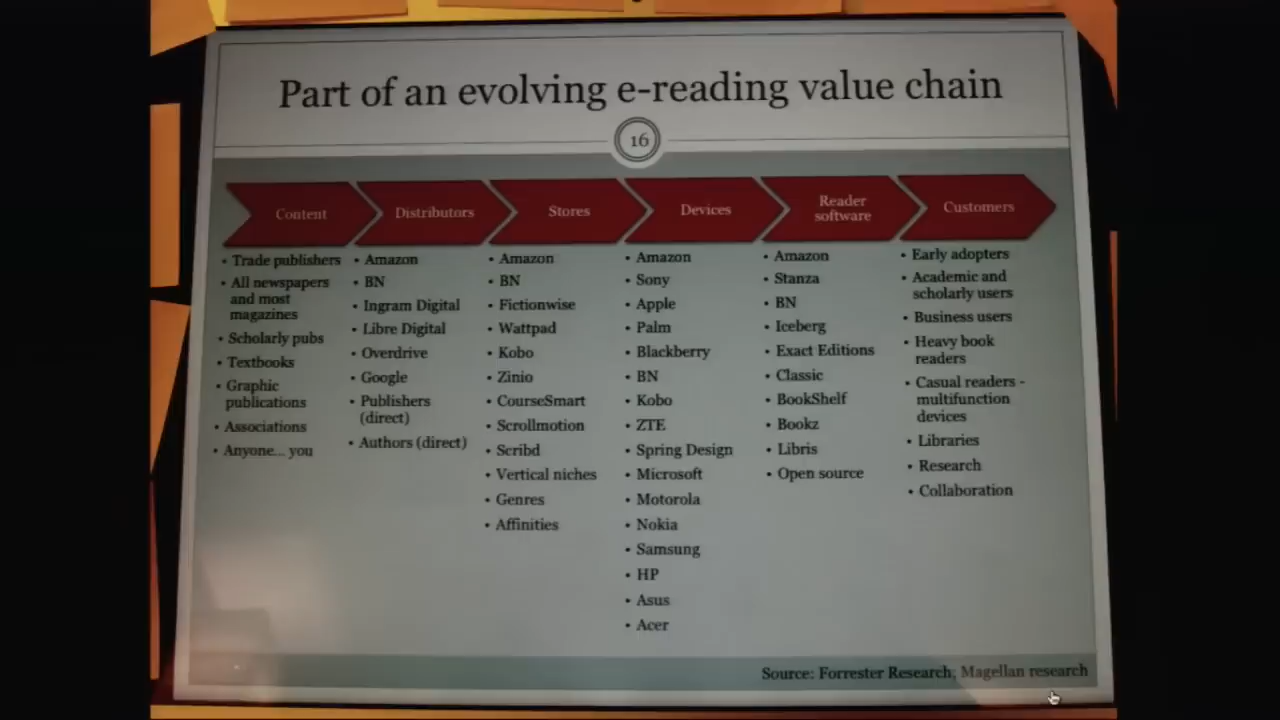 Part of an evolving e-reading value chain
16
Content
Distributors
Stores
Devices
Reader
software
Customers
• Trade publishers
• All newspapers
and most
magazines
• Scholarly pubs
• Textbooks
• Graphic
publications
• Associations
• Anyone... you
• Amazon
• BN
• Ingram Digital
• Libre Digital
• Overdrive
• Google
• Publishers
(direct)
• Authors (direct)
• Amazon
• BN
• Fictionwise
• Wattpad
• Kobo
• Zinio
• CourseSmart
• Scrollmotion
• Scribd
• Vertical niches
• Genres
• Affinities
• Amazon
• Sony
• Apple
• Palm
• Blackberry
• BN
• Kobo
• ZTE
• Spring Design
• Microsoft
• Motorola
• Nokia
• Samsung
• HP
• Asus
• Acer
• Amazon
• Stanza
• BN
• Iceberg
• Exact Editions
• Classic
• BookShelf
• Bookz
• Libris
• Open source
• Early adopters
• Academic and
scholarly users
• Business users
• Heavy book
readers
• Casual readers -
multifunction
devices
• Libraries
• Research
• Collaboration
Source: Forrester Research; Magellan research